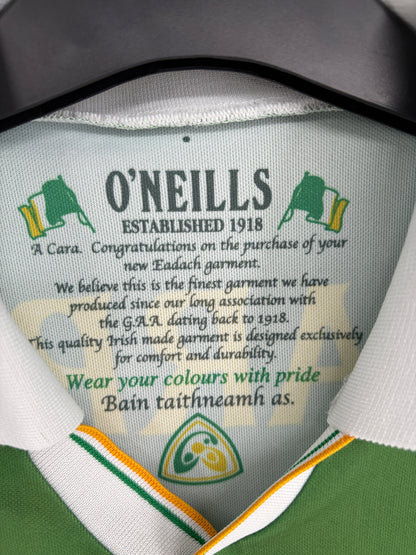 O'NEILLS
ESTABLISHED 1918
A Cara. Congratulations on the purchase of your
new Eadach garment.
We believe this is the finest garment we have
produced since our long association with
the G.A.A. dating back to 1918.
This quality Irish made garment is designed exclusively
for comfort and durability.
Wear your colours with pride
Bain taithneamh as.